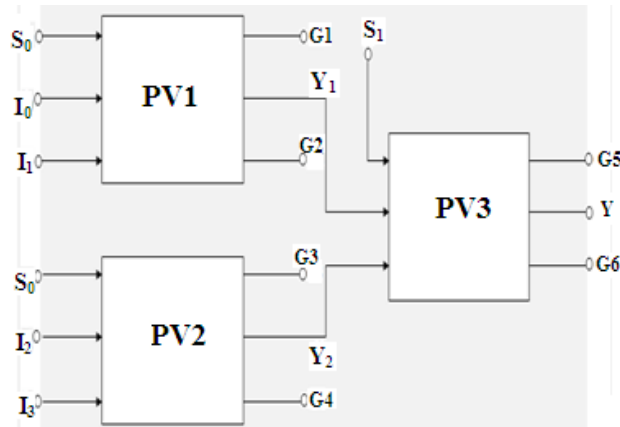 S₀
G1
S₁
I₀
PV1
Y₁
I₁
G2
G5
PV3
Y
S₀
G3
G6
I₂
PV2
Y₂
I₃
G4